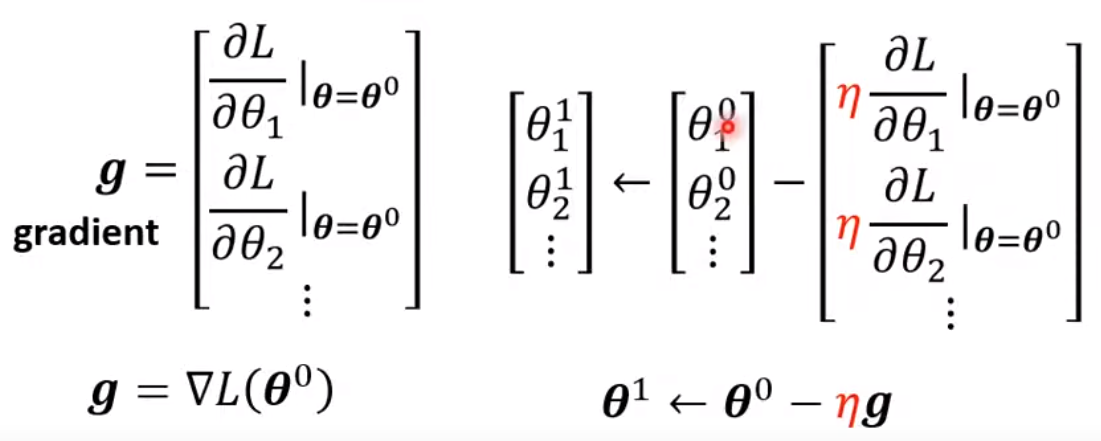 g = [ ∂L/∂θ₁ |θ=θ⁰
∂L/∂θ₂ |θ=θ⁰
⋮ ]
gradient
[ θ₁¹
θ₂¹
⋮ ] ← [ θ₁⁰
θ₂⁰
⋮ ] − [ η ∂L/∂θ₁ |θ=θ⁰
η ∂L/∂θ₂ |θ=θ⁰
⋮ ]
g = ∇L(θ⁰)
θ¹ ← θ⁰ − ηg